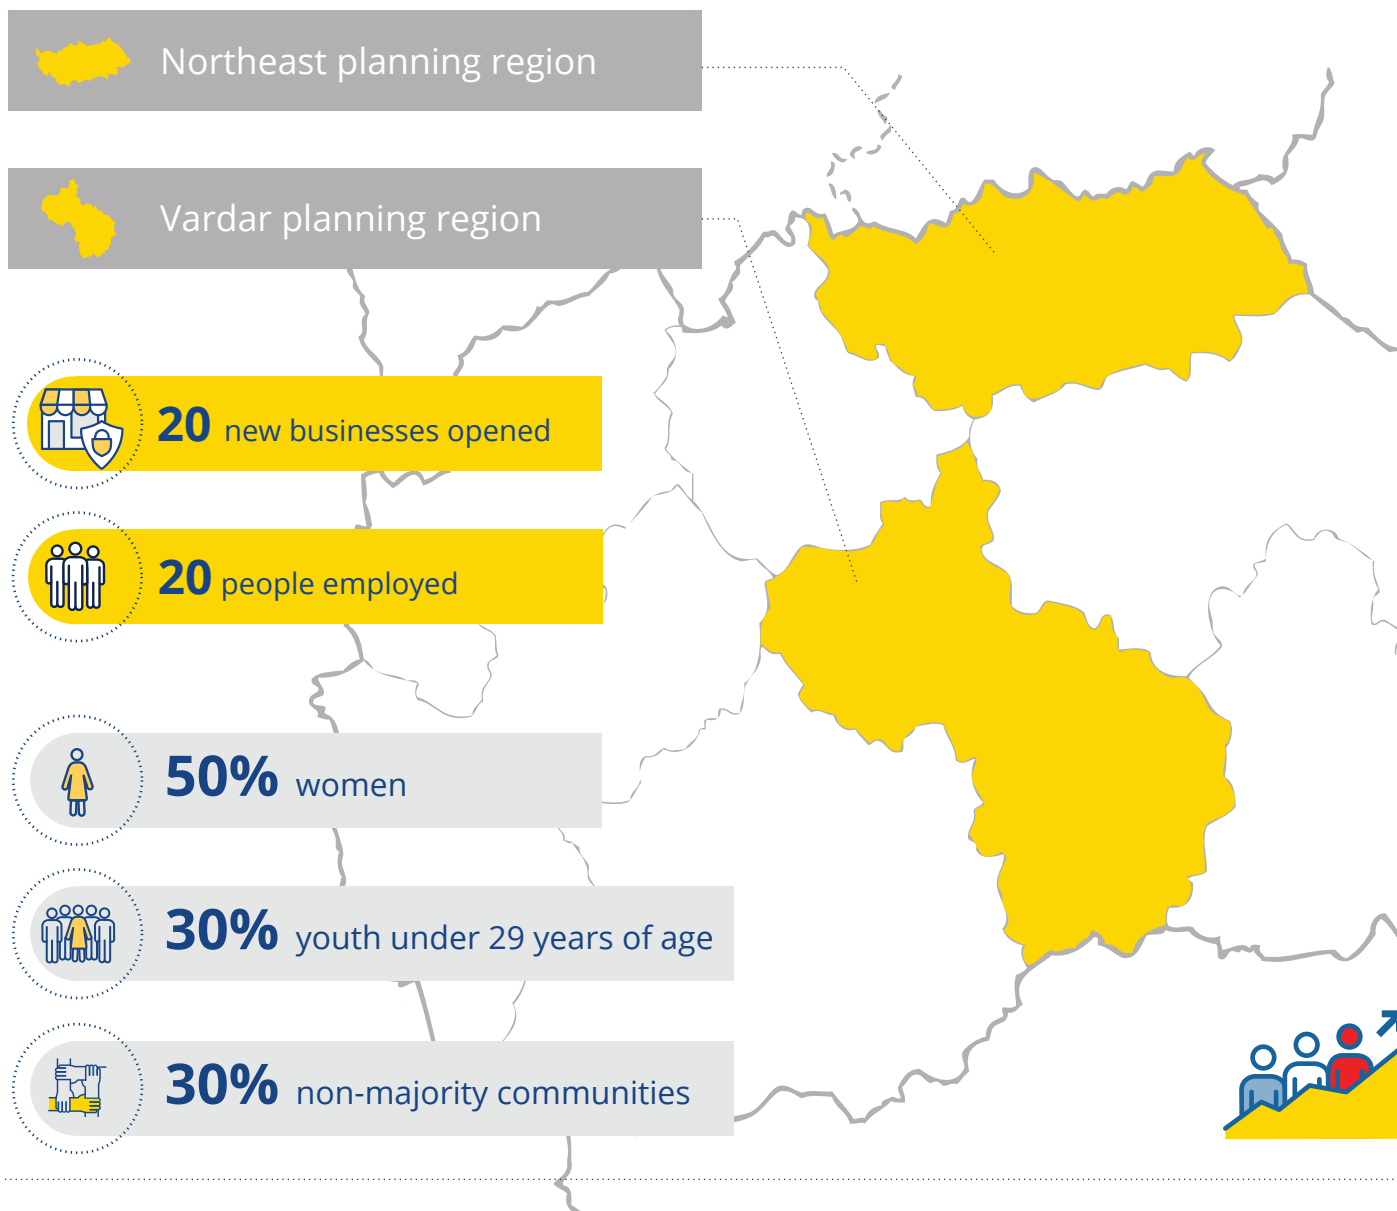 Northeast planning region
Vardar planning region
20 new businesses opened
20 people employed
50% women
30% youth under 29 years of age
30% non-majority communities